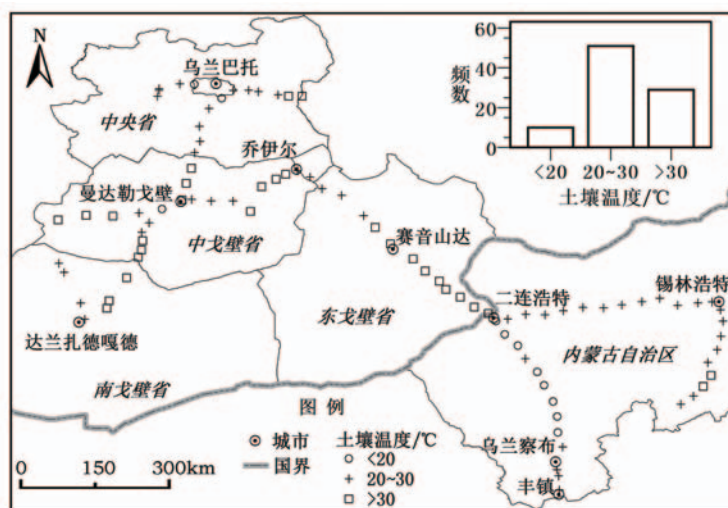 N
乌兰巴托
中央省
乔伊尔
曼达勒戈壁
中戈壁省
赛音山达
二连浩特
锡林浩特
东戈壁省
内蒙古自治区
达兰扎德嘎德
南戈壁省
乌兰察布
丰镇
频数
60
40
20
0
<20 20~30 >30
土壤温度/℃
图 例
城市
国界
土壤温度/℃
<20
20~30
>30
0 150 300km